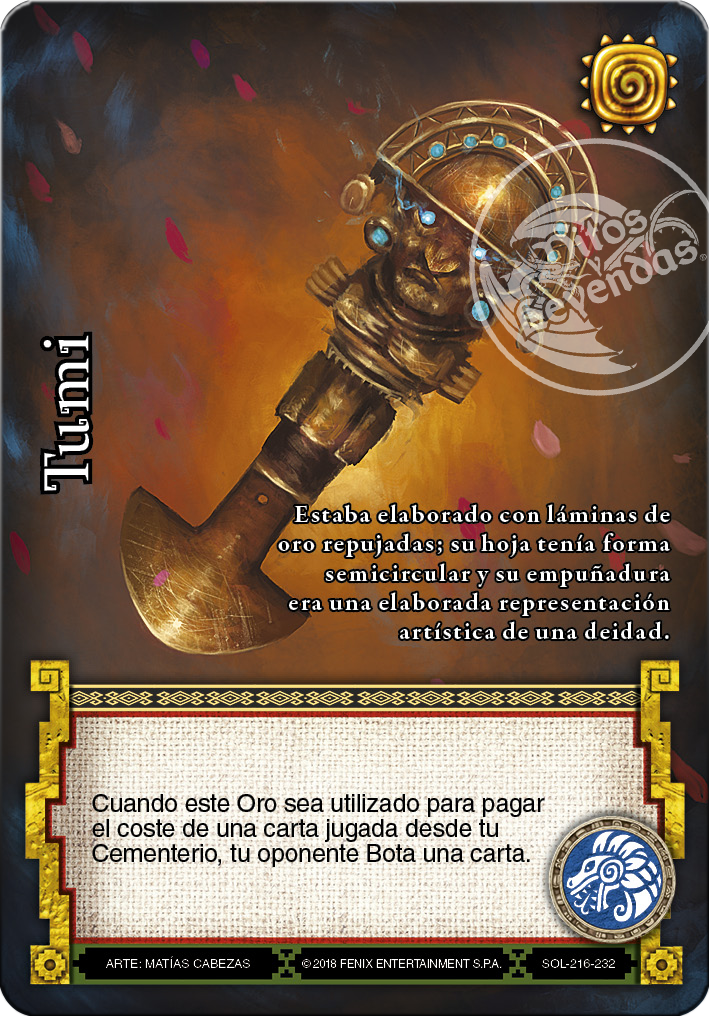 Mitos
y
Leyendas®
Tumi
Estaba elaborado con láminas de
oro repujadas; su hoja tenía forma
semicircular y su empuñadura
era una elaborada representación
artística de una deidad.
Cuando este Oro sea utilizado para pagar
el coste de una carta jugada desde tu
Cementerio, tu oponente Bota una carta.
ARTE: MATÍAS CABEZAS
©2018 FENIX ENTERTAINMENT S.P.A.
SOL-216-232